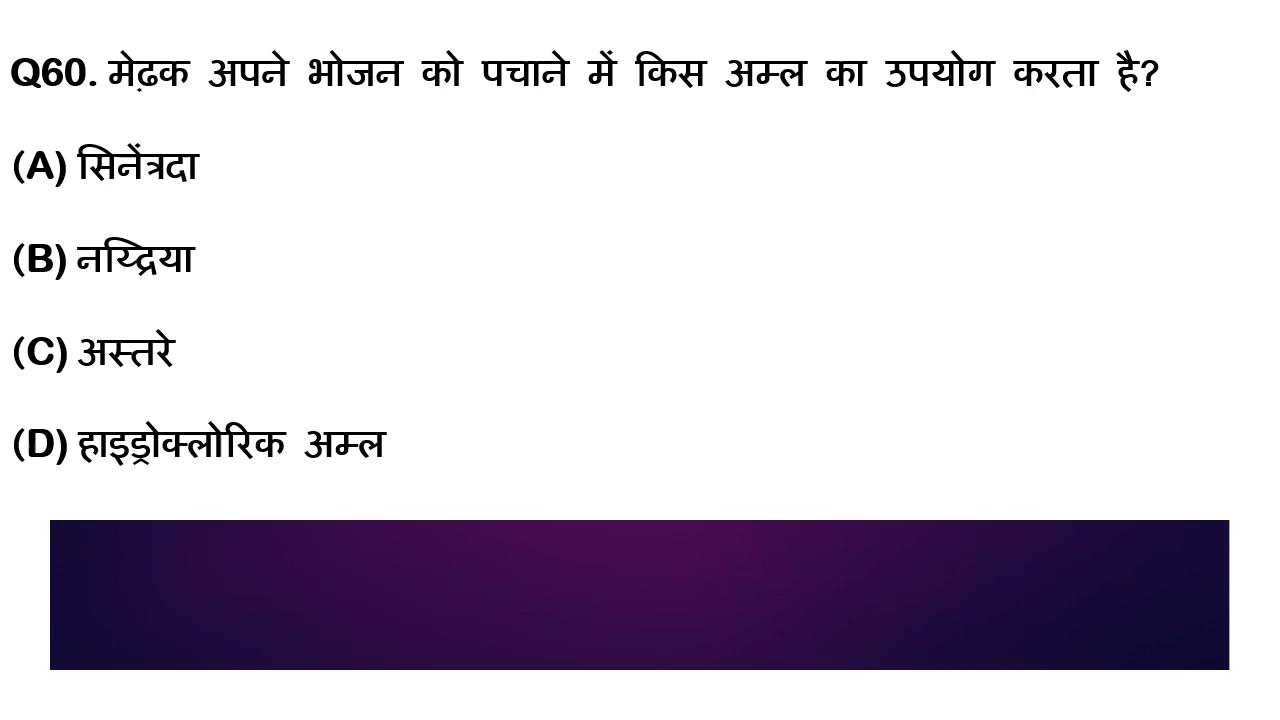 Q60. मेढ़क अपने भोजन को पचाने में किस अम्ल का उपयोग करता है?
(A) सिनेंत्रदा
(B) नय्द्रिया
(C) अस्तरे
(D) हाइड्रोक्लोरिक अम्ल